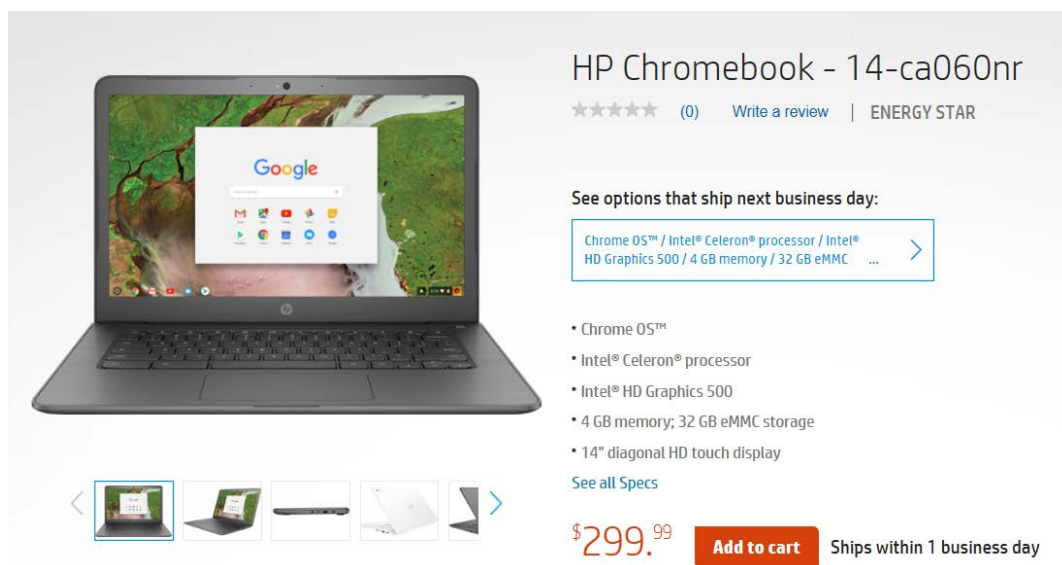 HP Chromebook - 14-ca060nr
(0) Write a review | ENERGY STAR
See options that ship next business day:
Chrome OS™ / Intel® Celeron® processor / Intel®
HD Graphics 500 / 4 GB memory / 32 GB eMMC ...
Google
hp
• Chrome OS™
• Intel® Celeron® processor
• Intel® HD Graphics 500
• 4 GB memory; 32 GB eMMC storage
• 14" diagonal HD touch display
See all Specs
$299.99 Add to cart Ships within 1 business day